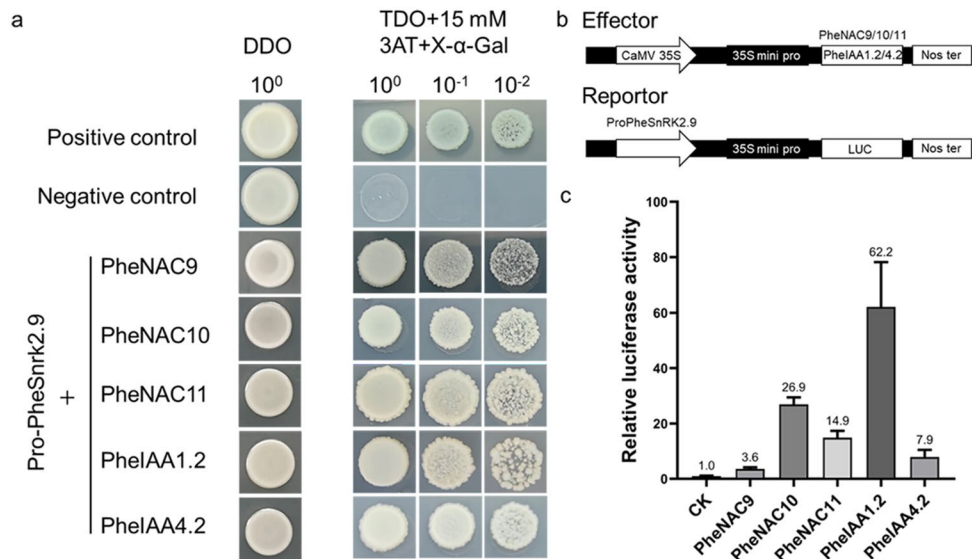 a
DDO
TDO+15 mM
3AT+X-α-Gal
10⁰
10⁰
10⁻¹
10⁻²
Positive control
Negative control
Pro-PheSnrk2.9
+
PheNAC9
PheNAC10
PheNAC11
PheIAA1.2
PheIAA4.2
b
Effector
PheNAC9/10/11
CaMV 35S
35S mini pro
PheIAA1.2/4.2
Nos ter
Reportor
ProPheSnRK2.9
35S mini pro
LUC
Nos ter
c
Relative luciferase activity
100
80
60
40
20
0
1.0
3.6
26.9
14.9
62.2
7.9
CK
PheNAC9
PheNAC10
PheNAC11
PheIAA1.2
PheIAA4.2